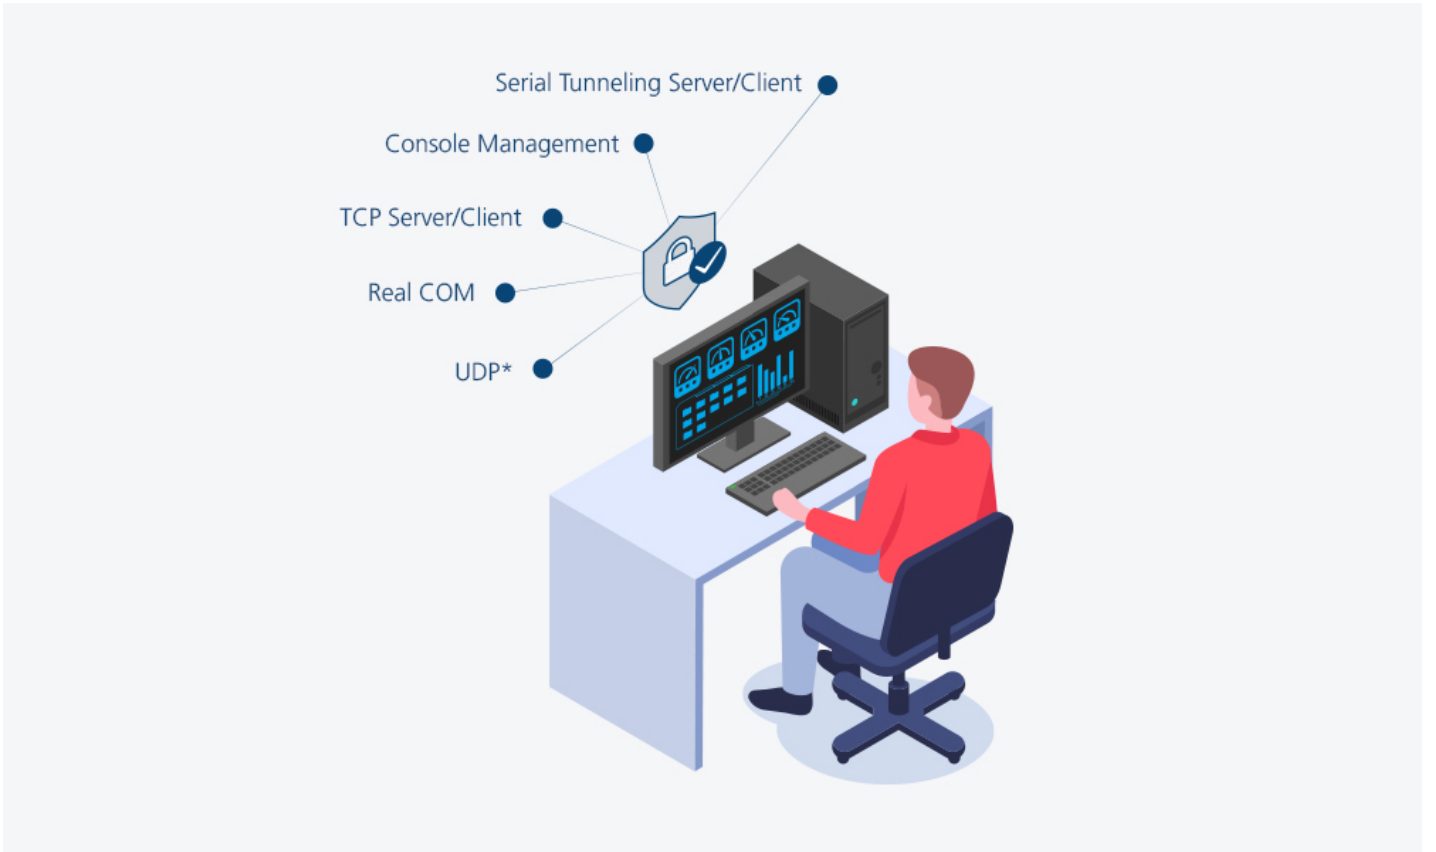 Serial Tunneling Server/Client
Console Management
TCP Server/Client
Real COM
UDP*